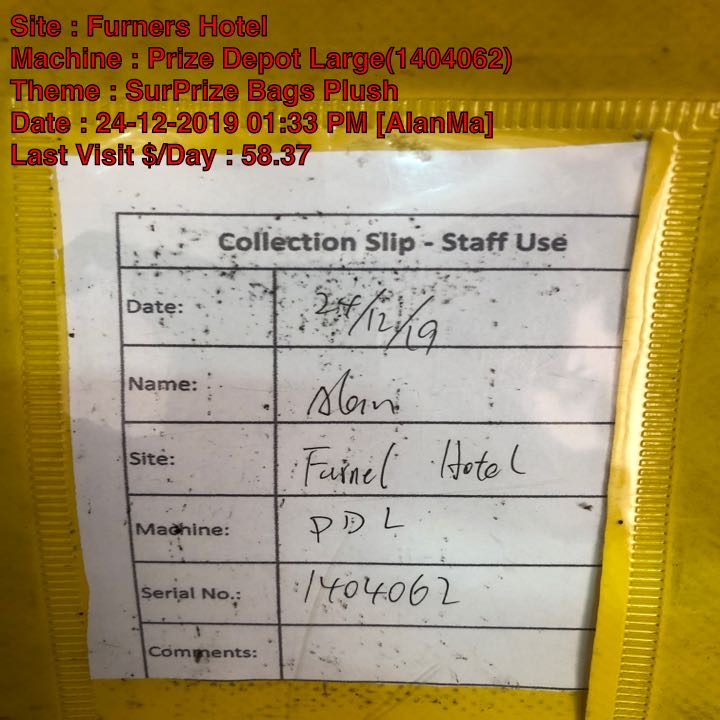 Site : Furners Hotel
Machine : Prize Depot Large(1404062)
Theme : SurPrize Bags Plush
Date : 24-12-2019 01:33 PM [AlanMa]
Last Visit $/Day : 58.37
Collection Slip - Staff Use
Date: 24/12/19
Name: Alan
Site: Furnel Hotel
Machine: PDL
Serial No.: 1404062
Comments: